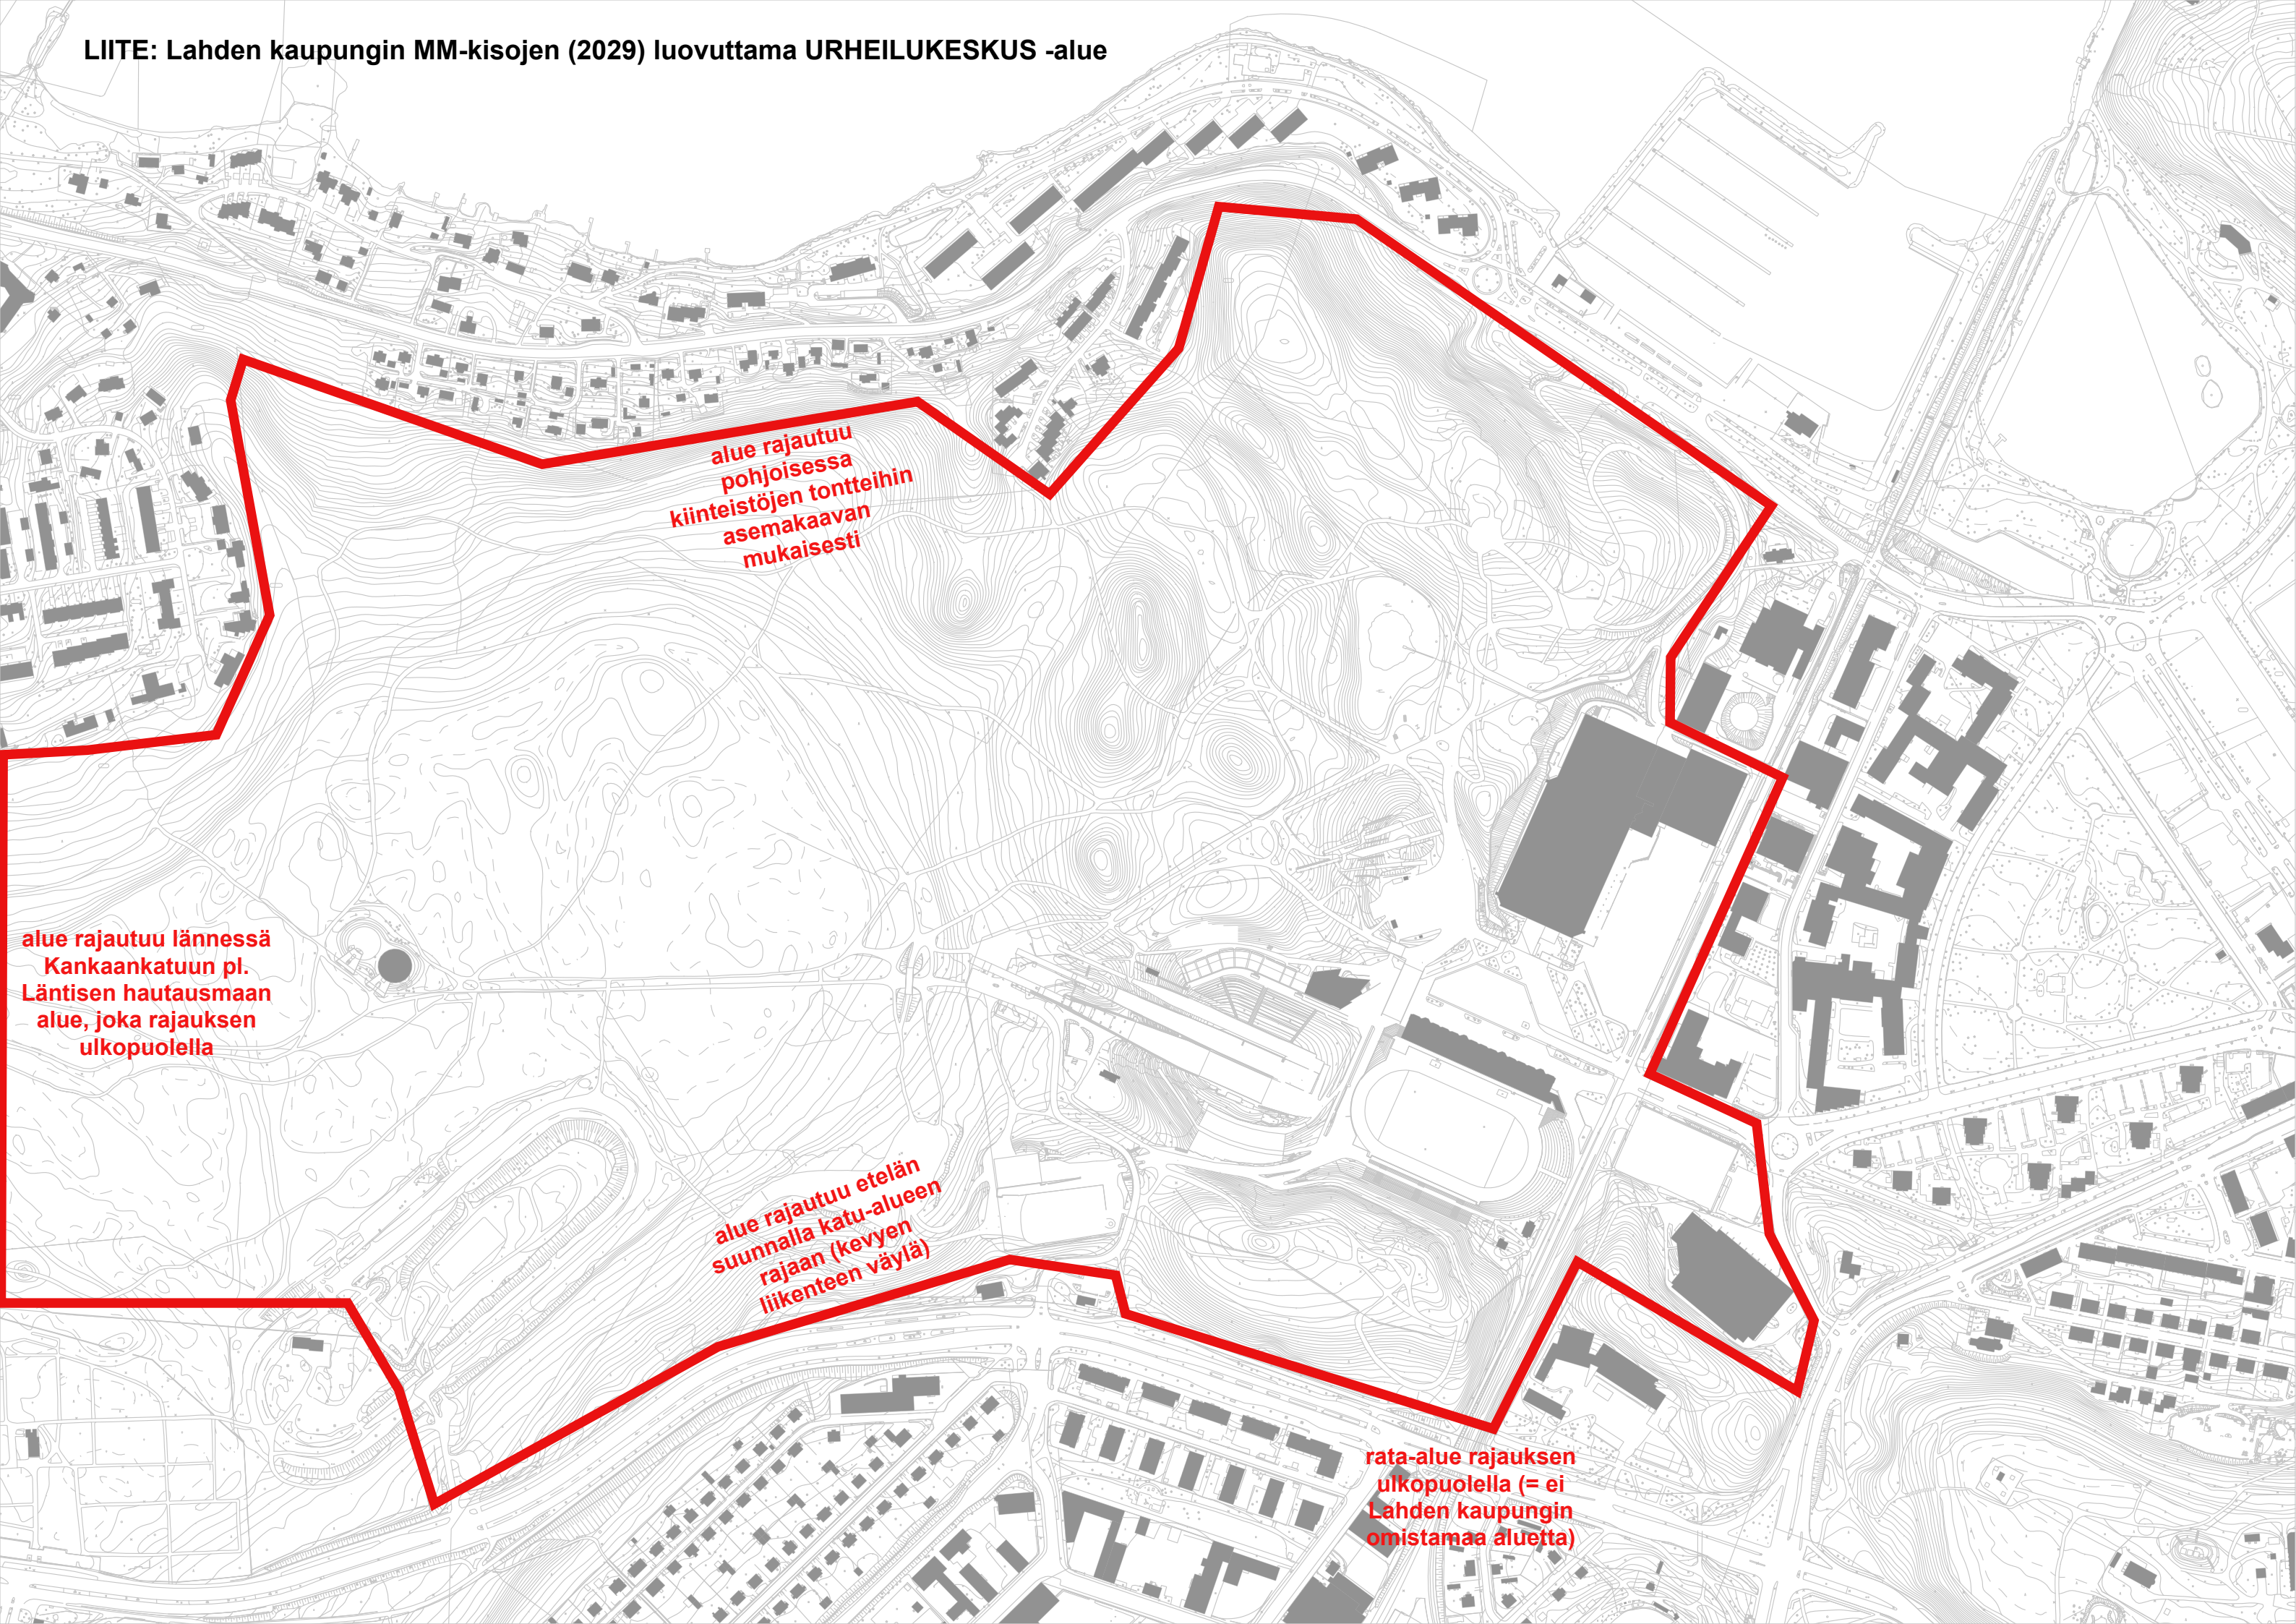 LIITE: Lahden kaupungin MM-kisojen (2029) luovuttama URHEILUKESKUS -alue
alue rajautuu
pohjoisessa
kiinteistöjen tontteihin
asemakaavan
mukaisesti
alue rajautuu lännessä
Kankaankatuun pl.
Läntisen hautausmaan
alue, joka rajauksen
ulkopuolella
alue rajautuu etelän
suunnalla katu-alueen
rajaan (kevyen
liikenteen väylä)
rata-alue rajauksen
ulkopuolella (= ei
Lahden kaupungin
omistamaa aluetta)